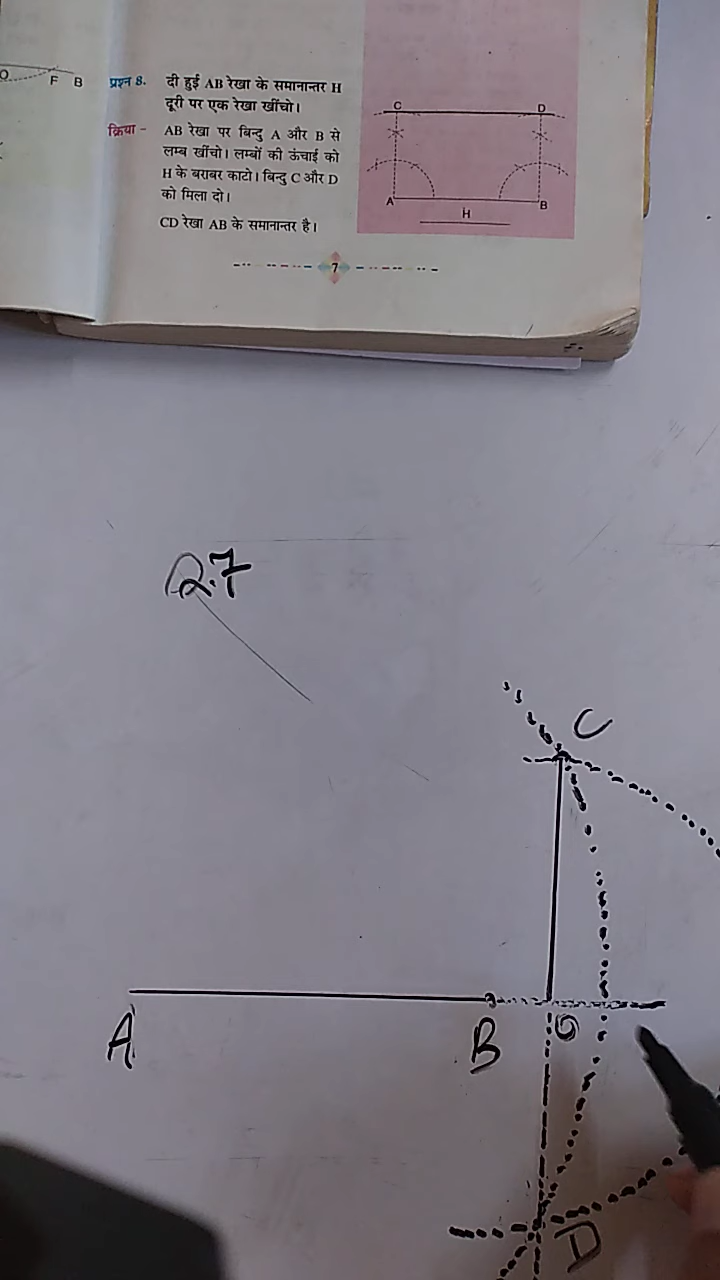 O F B
प्रश्न 8. दी हुई AB रेखा के समानान्तर H
दूरी पर एक रेखा खींचो।
क्रिया - AB रेखा पर बिन्दु A और B से
लम्ब खींचो। लम्बों की ऊंचाई को
H के बराबर काटो। बिन्दु C और D
को मिला दो।
CD रेखा AB के समानान्तर है।
C D
A B
H
7
Q.7
C
A B O
D